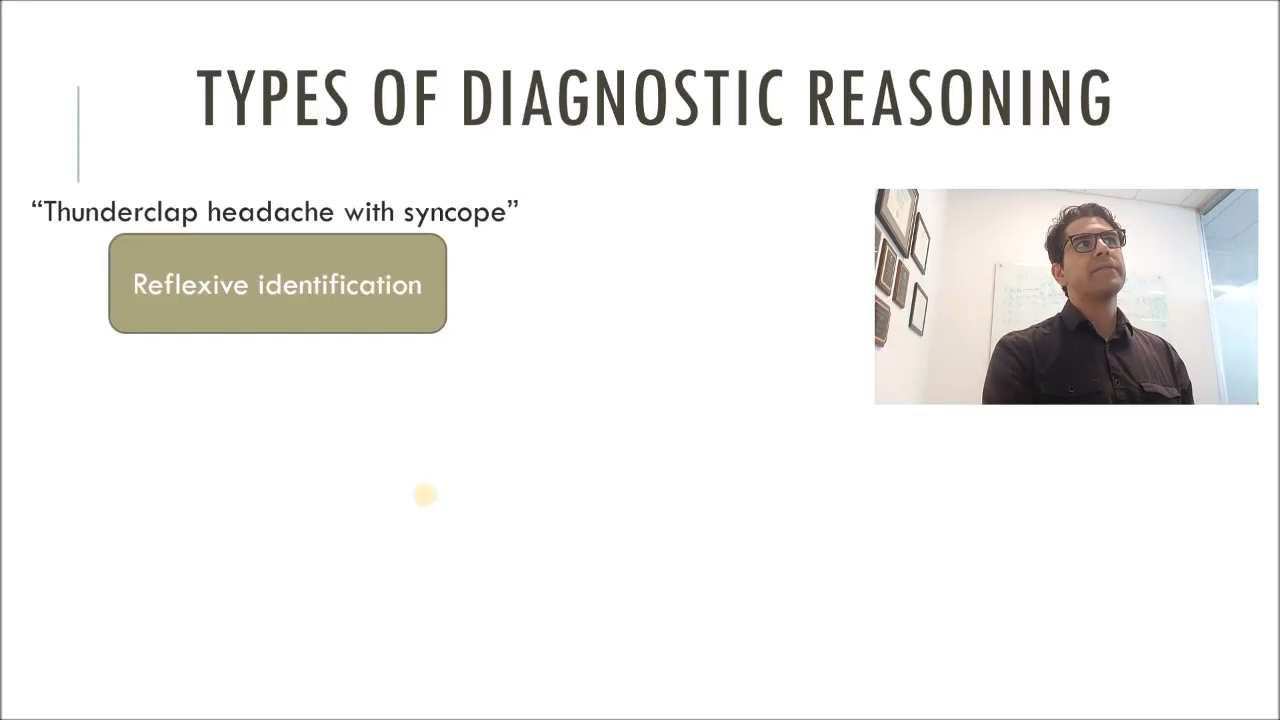 TYPES OF DIAGNOSTIC REASONING
“Thunderclap headache with syncope”
Reflexive identification